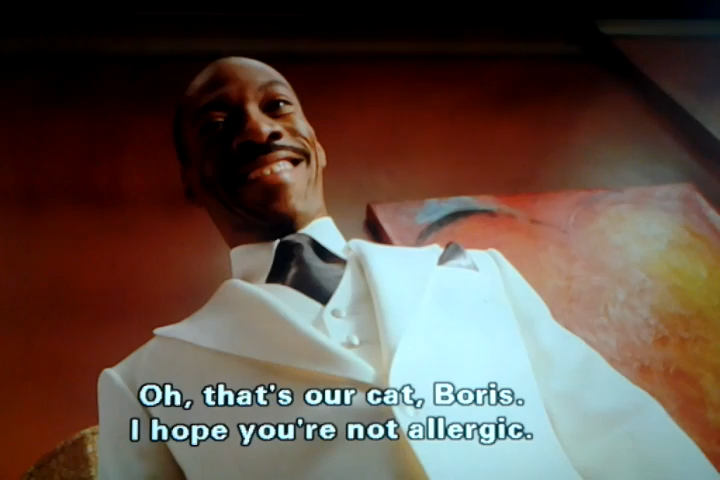 Oh, that's our cat, Boris.
I hope you're not allergic.